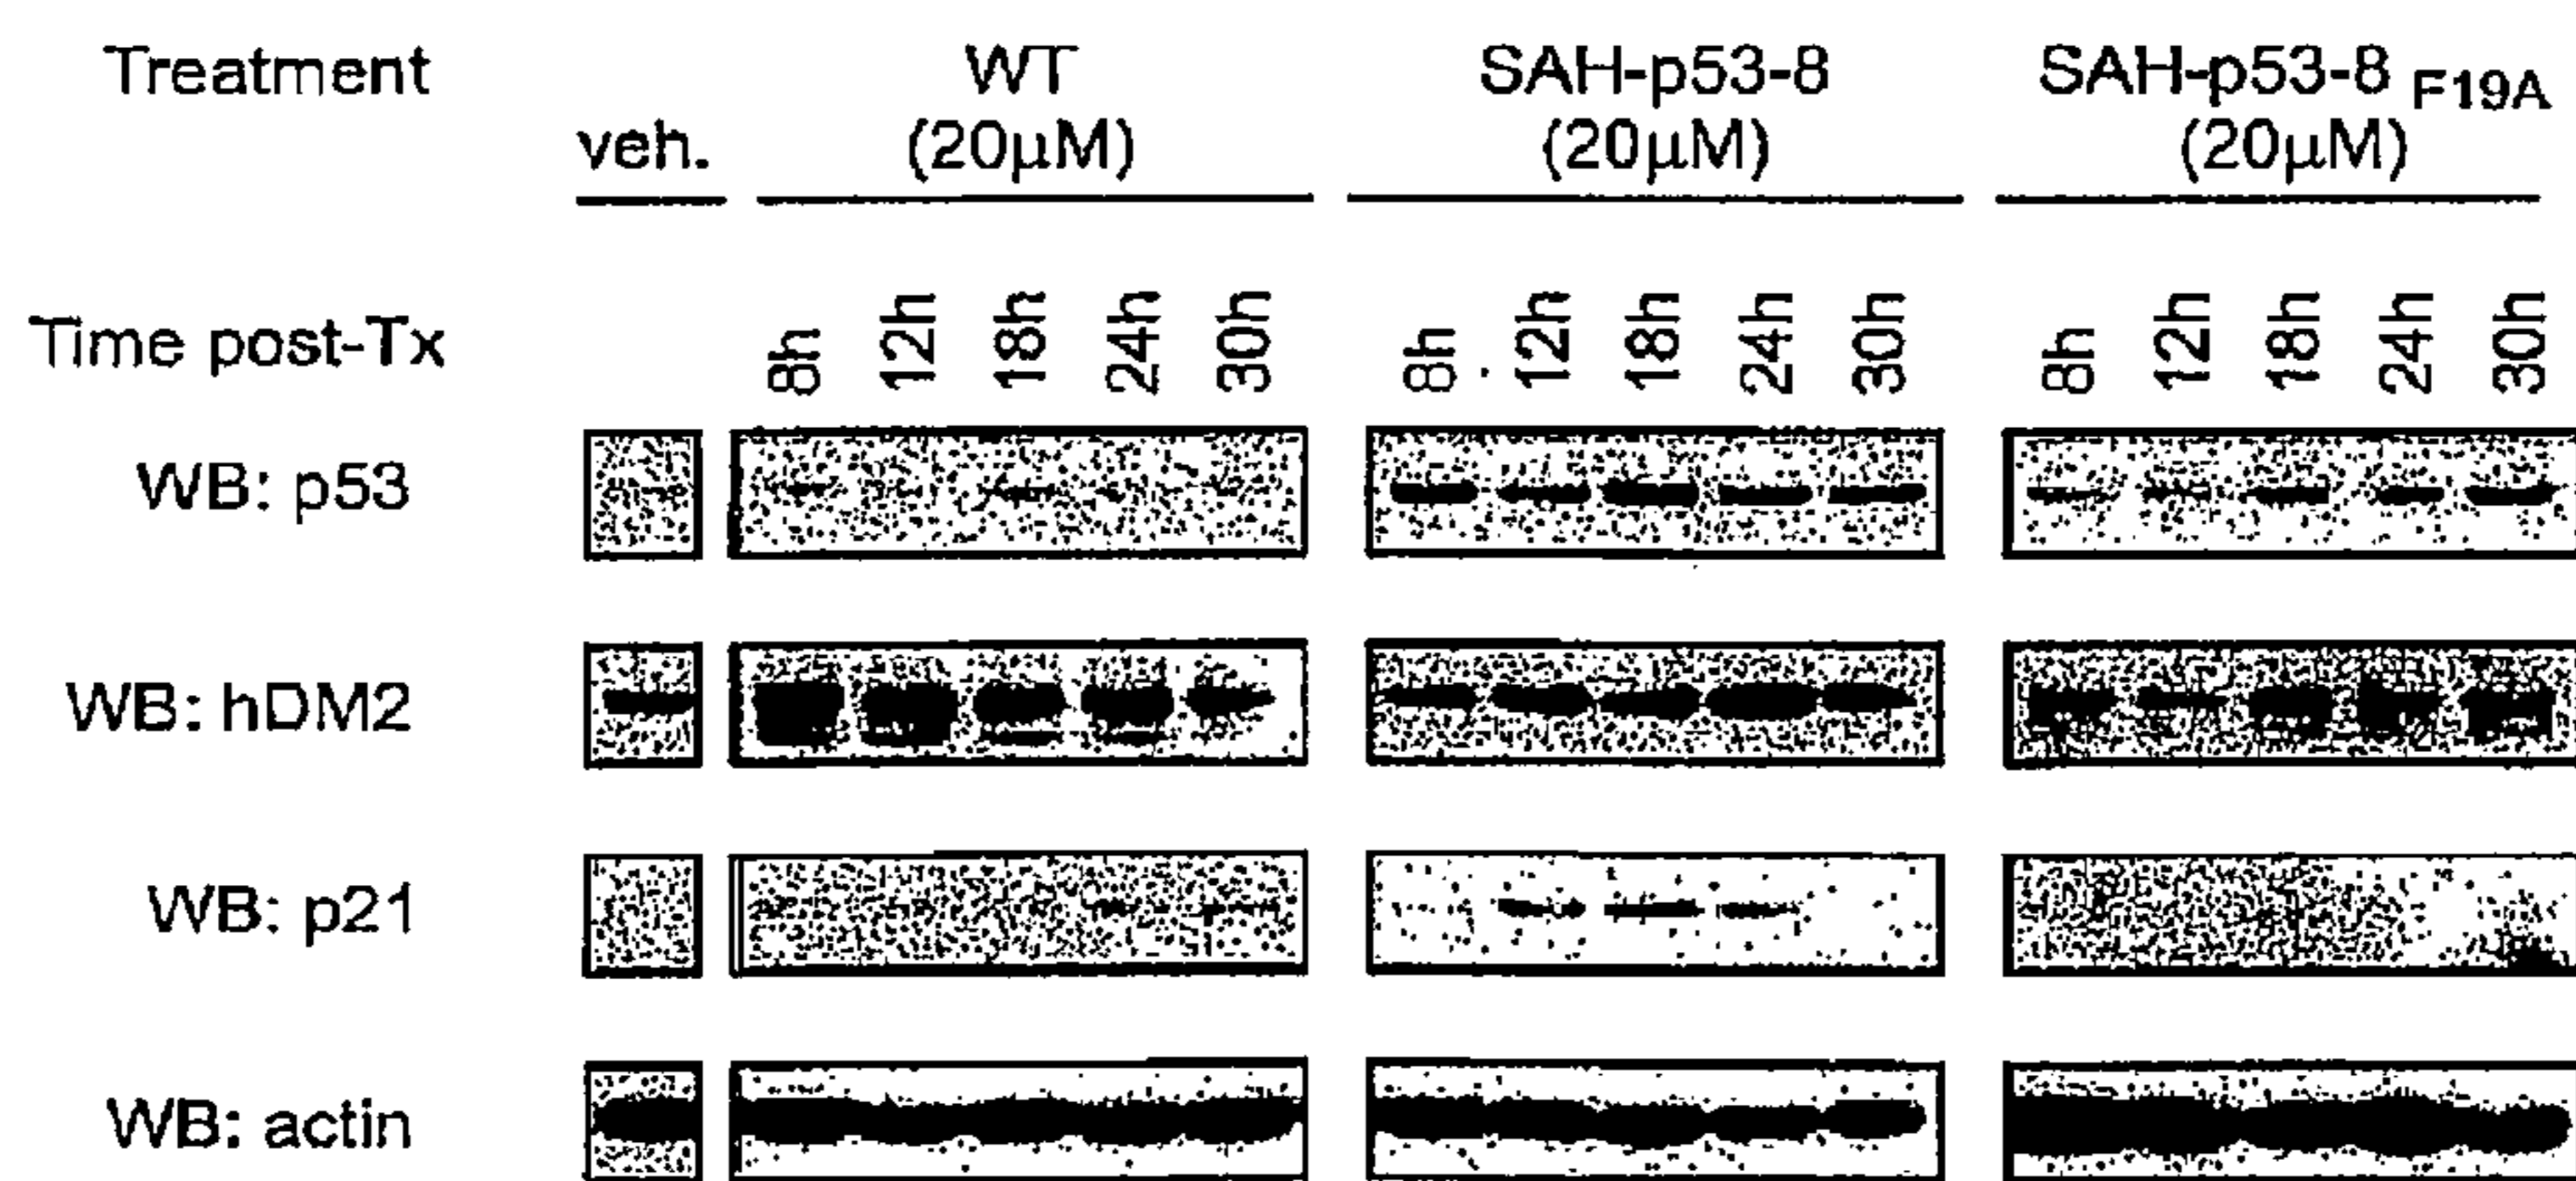 Treatment
veh.
WT
(20µM)
SAH-p53-8
(20µM)
SAH-p53-8 F19A
(20µM)
Time post-Tx
8h 12h 18h 24h 30h
8h 12h 18h 24h 30h
8h 12h 18h 24h 30h
WB: p53
WB: hDM2
WB: p21
WB: actin